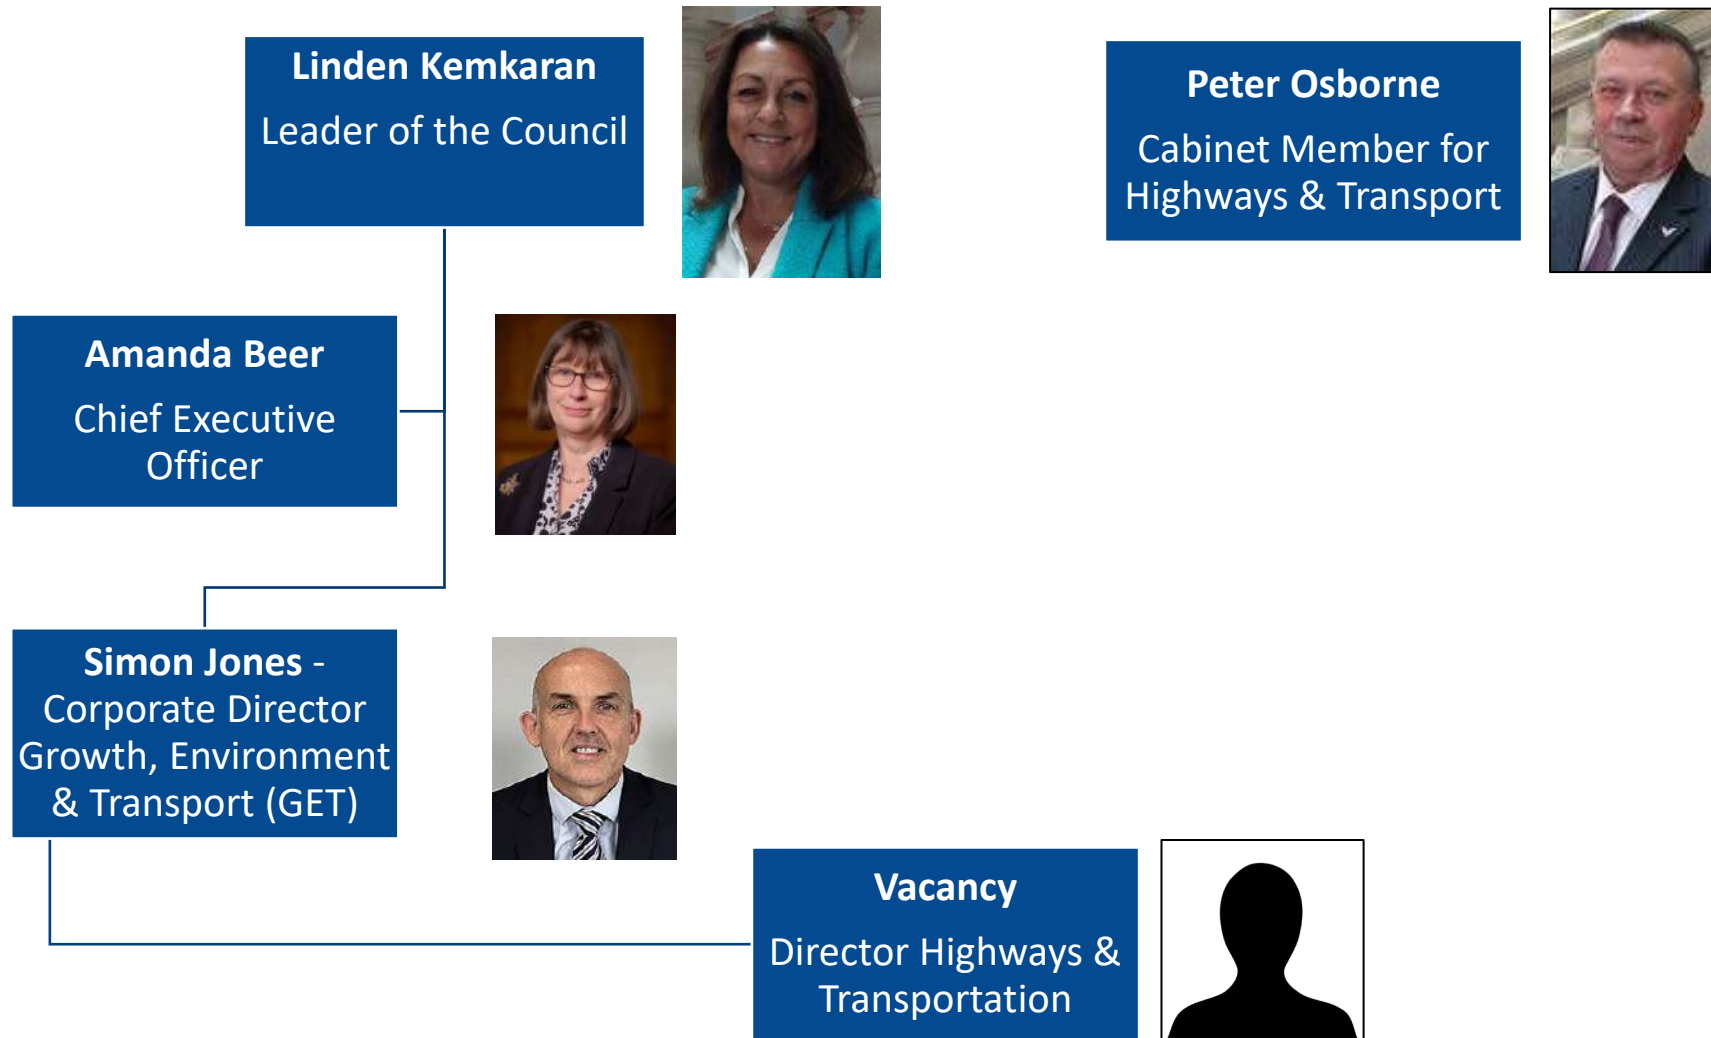 Linden Kemkaran
Leader of the Council
Peter Osborne
Cabinet Member for
Highways & Transport
Amanda Beer
Chief Executive
Officer
Simon Jones -
Corporate Director
Growth, Environment
& Transport (GET)
Vacancy
Director Highways &
Transportation